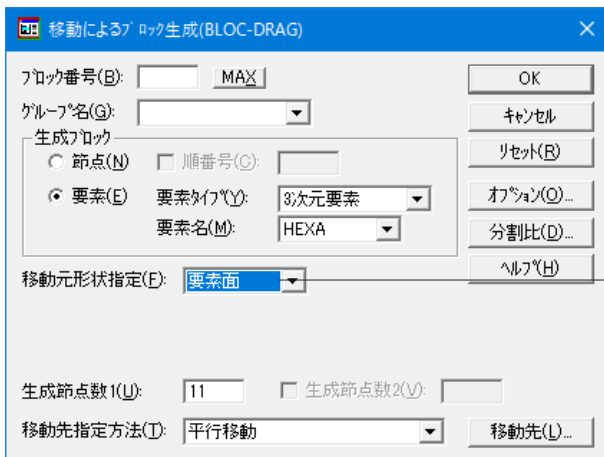 移動によるブロック生成(BLOC-DRAG)
ブロック番号(B): MAX OK
グループ名(G): キャンセル
生成ブロック
節点(N) 順番号(C): リセット(R)
要素(E) 要素タイプ(Y): 3次元要素 オプション(O)...
要素名(M): HEXA 分割比(D)...
移動元形状指定(F): 要素面 ヘルプ(H)
生成節点数1(U): 11 生成節点数2(V):
移動先指定方法(T): 平行移動 移動先(L)...